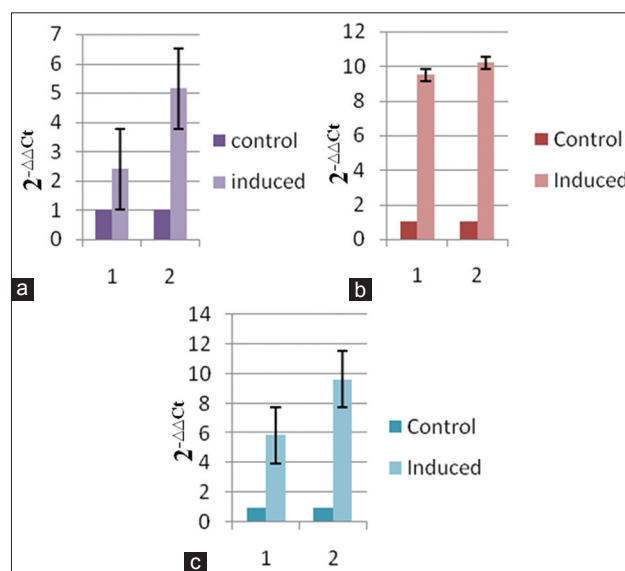 7
6
5
4
3
2
1
0
2-ΔΔCt
1 2
control
induced
a
12
10
8
6
4
2
0
2-ΔΔCt
1 2
Control
Induced
b
14
12
10
8
6
4
2
0
2-ΔΔCt
1 2
Control
Induced
c